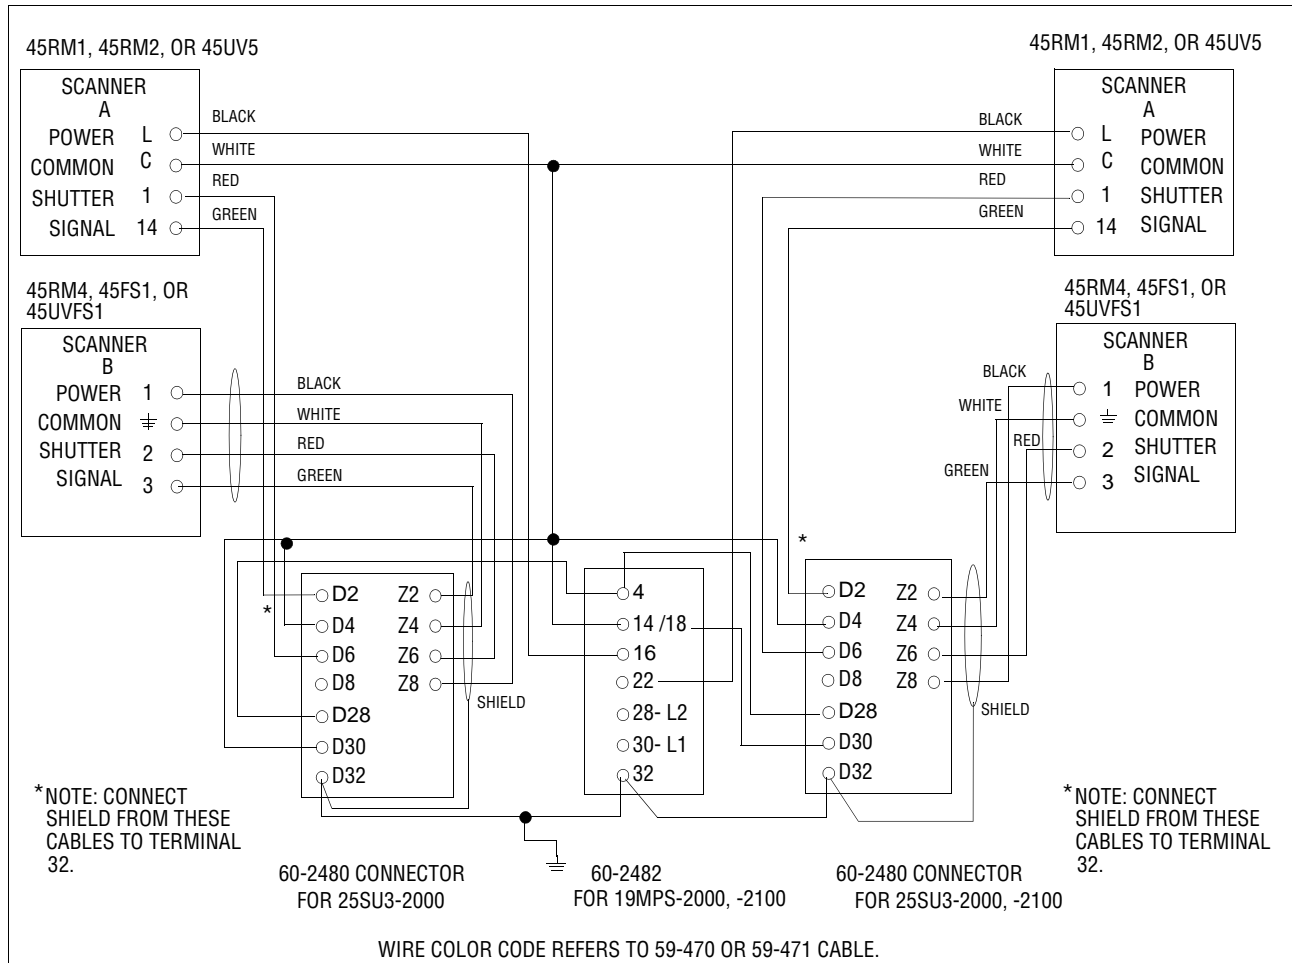 45RM1, 45RM2, OR 45UV5
SCANNER
A
POWER L
COMMON C
SHUTTER 1
SIGNAL 14
BLACK
WHITE
RED
GREEN
45RM4, 45FS1, OR
45UVFS1
SCANNER
B
POWER 1
COMMON
SHUTTER 2
SIGNAL 3
BLACK
WHITE
RED
GREEN
45RM1, 45RM2, OR 45UV5
SCANNER
A
L POWER
C COMMON
1 SHUTTER
14 SIGNAL
BLACK
WHITE
RED
GREEN
45RM4, 45FS1, OR
45UVFS1
SCANNER
B
1 POWER
COMMON
2 SHUTTER
3 SIGNAL
BLACK
WHITE
RED
GREEN
*
D2 Z2
D4 Z4
D6 Z6
D8 Z8
D28
D30
D32
SHIELD
4
14 /18
16
22
28- L2
30- L1
32
*
D2 Z2
D4 Z4
D6 Z6
D8 Z8
D28
D30
D32
SHIELD
*NOTE: CONNECT
SHIELD FROM THESE
CABLES TO TERMINAL
32.
*NOTE: CONNECT
SHIELD FROM THESE
CABLES TO TERMINAL
32.
60-2480 CONNECTOR
FOR 25SU3-2000
60-2482
FOR 19MPS-2000, -2100
60-2480 CONNECTOR
FOR 25SU3-2000, -2100
WIRE COLOR CODE REFERS TO 59-470 OR 59-471 CABLE.